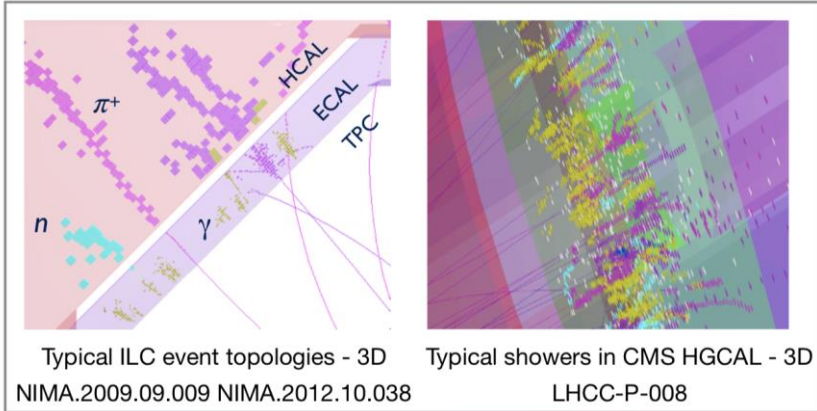 HCAL
π+
ECAL
TPC
n
γ
Typical ILC event topologies - 3D
NIMA.2009.09.009 NIMA.2012.10.038
Typical showers in CMS HGCAL - 3D
LHCC-P-008